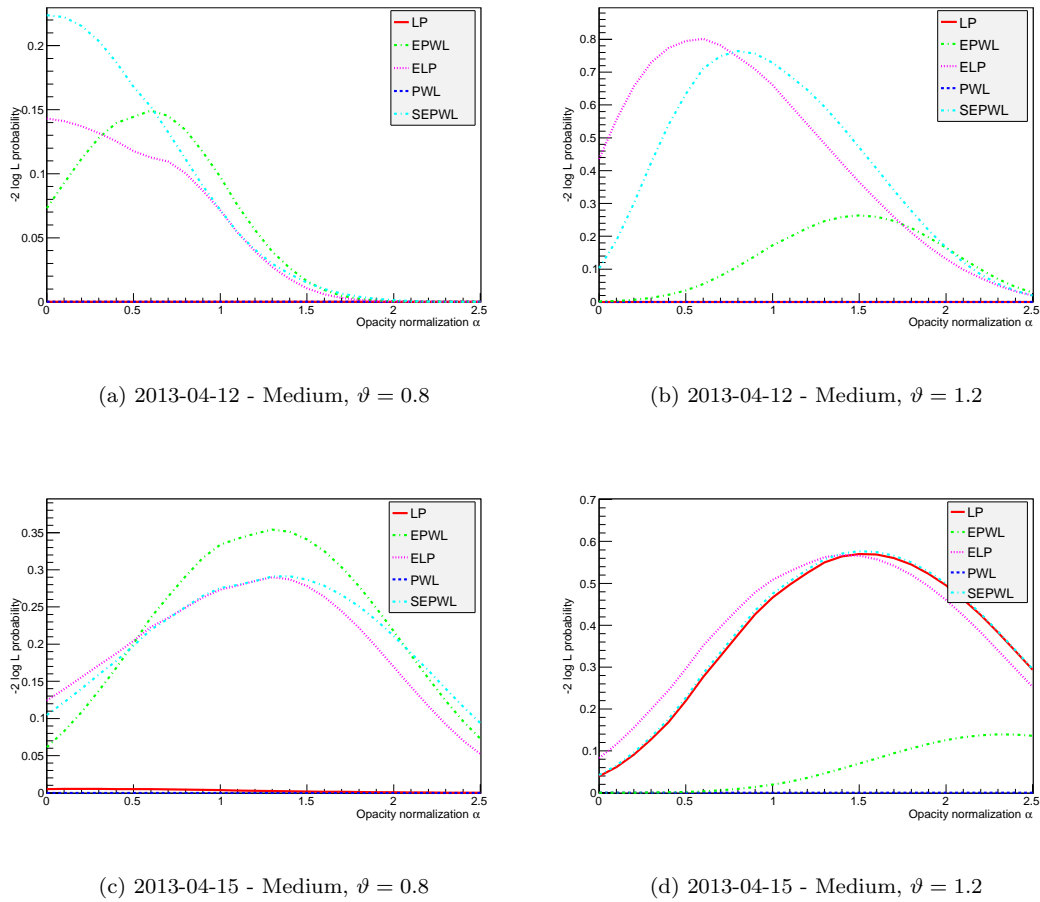 -2 log L probability
0.2
0.15
0.1
0.05
0
0 0.5 1 1.5 2 2.5
Opacity normalization α
LP
EPWL
ELP
PWL
SEPWL
(a) 2013-04-12 - Medium, ϑ = 0.8
-2 log L probability
0.8
0.7
0.6
0.5
0.4
0.3
0.2
0.1
0
0 0.5 1 1.5 2 2.5
Opacity normalization α
LP
EPWL
ELP
PWL
SEPWL
(b) 2013-04-12 - Medium, ϑ = 1.2
-2 log L probability
0.35
0.3
0.25
0.2
0.15
0.1
0.05
0
0 0.5 1 1.5 2 2.5
Opacity normalization α
LP
EPWL
ELP
PWL
SEPWL
(c) 2013-04-15 - Medium, ϑ = 0.8
-2 log L probability
0.7
0.6
0.5
0.4
0.3
0.2
0.1
0
0 0.5 1 1.5 2 2.5
Opacity normalization α
LP
EPWL
ELP
PWL
SEPWL
(d) 2013-04-15 - Medium, ϑ = 1.2